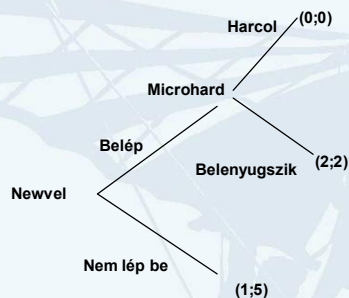 Harcol
(0;0)
Microhard
Belép
Belenyugszik
(2;2)
Newvel
Nem lép be
(1;5)